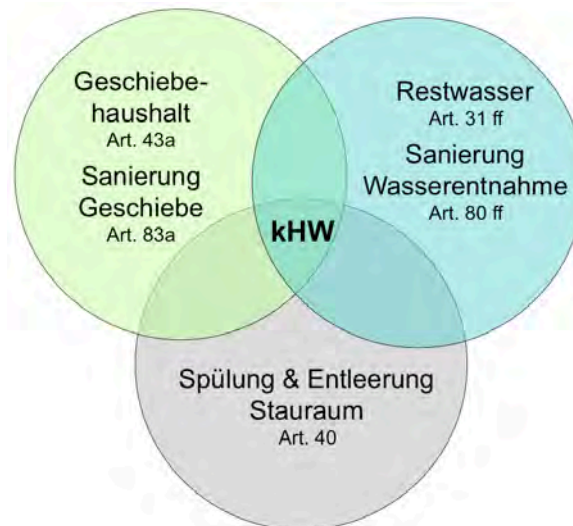 Geschiebe-
haushalt
Art. 43a
Sanierung
Geschiebe
Art. 83a
Restwasser
Art. 31 ff
Sanierung
Wasserentnahme
Art. 80 ff
kHW
Spülung & Entleerung
Stauraum
Art. 40